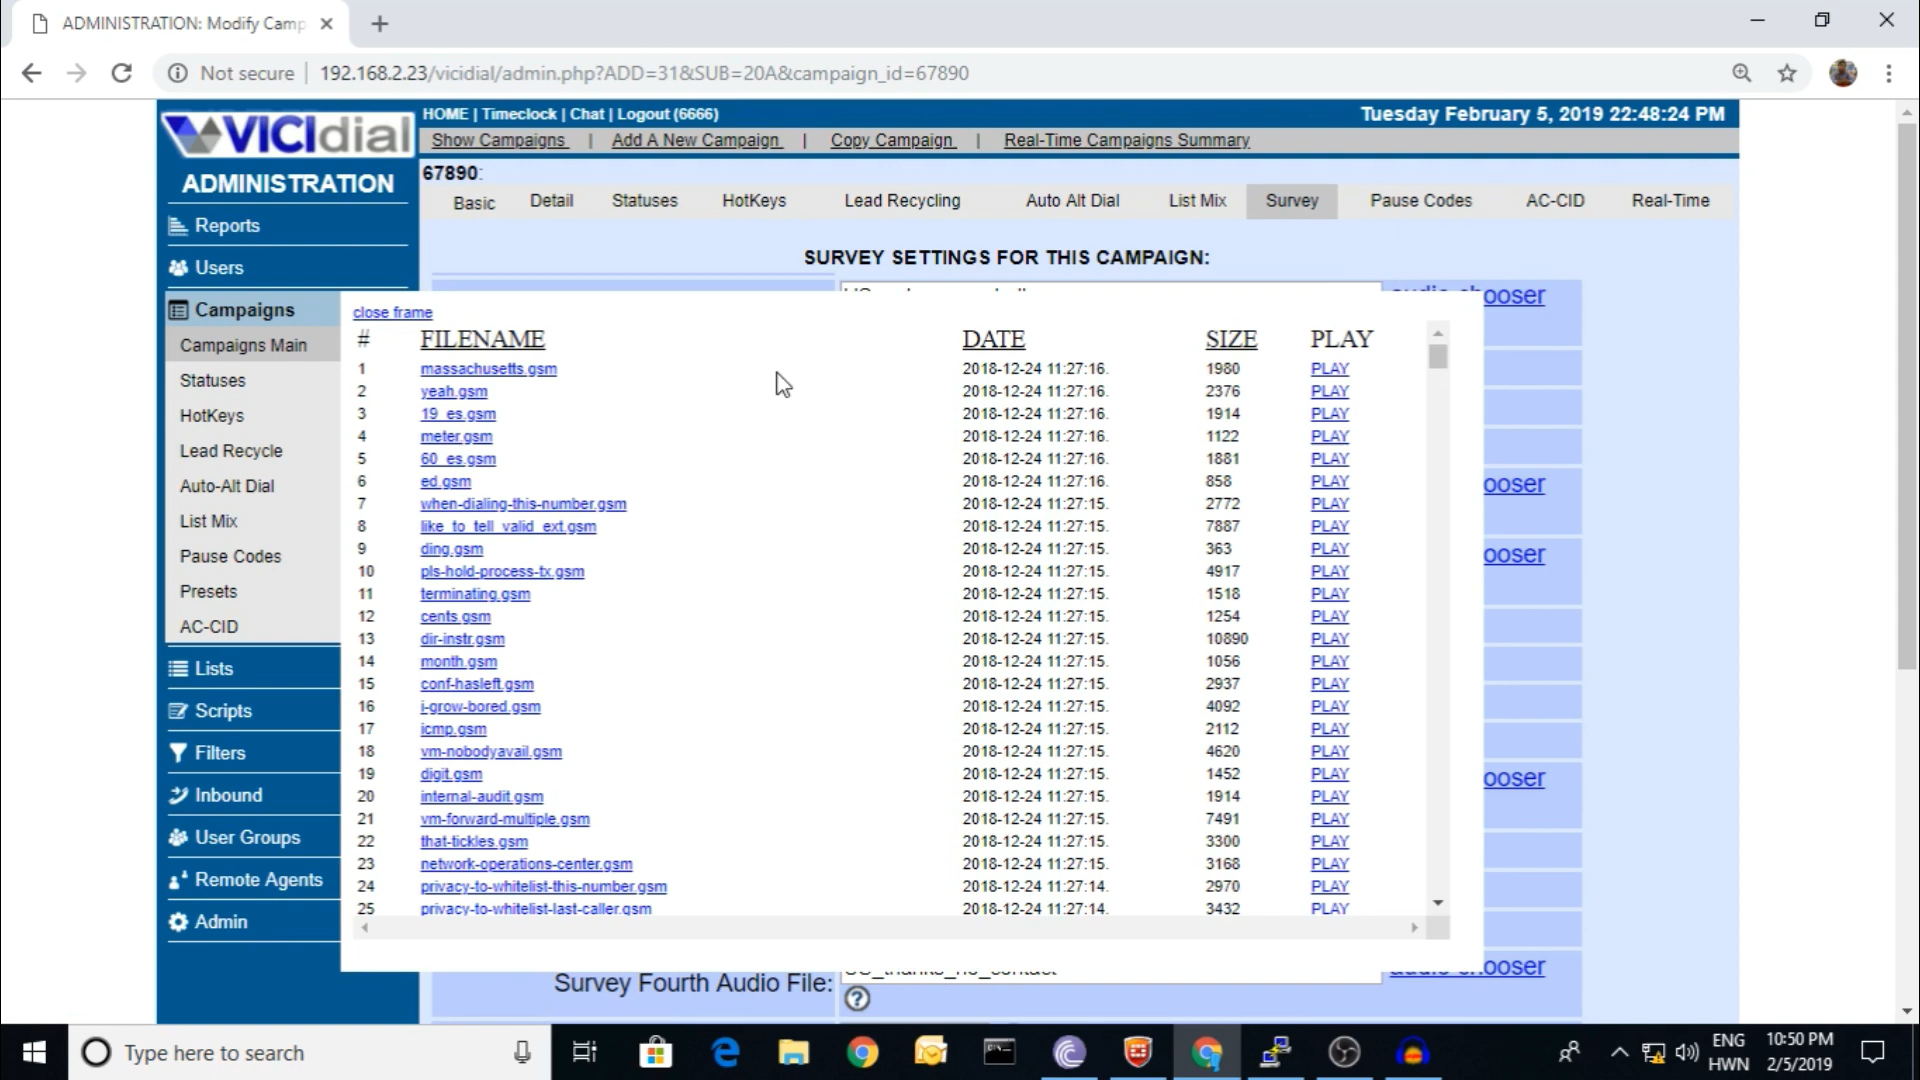 ADMINISTRATION: Modify Camp
Not secure | 192.168.2.23/vicidial/admin.php?ADD=31&SUB=20A&campaign_id=67890
VICIdial
HOME | Timeclock | Chat | Logout (6666)
Tuesday February 5, 2019 22:48:24 PM
Show Campaigns | Add A New Campaign | Copy Campaign | Real-Time Campaigns Summary
ADMINISTRATION
67890:
Basic Detail Statuses HotKeys Lead Recycling Auto Alt Dial List Mix Survey Pause Codes AC-CID Real-Time
Reports
Users
Campaigns
Campaigns Main
Statuses
HotKeys
Lead Recycle
Auto-Alt Dial
List Mix
Pause Codes
Presets
AC-CID
Lists
Scripts
Filters
Inbound
User Groups
Remote Agents
Admin
SURVEY SETTINGS FOR THIS CAMPAIGN:
close frame
# FILENAME DATE SIZE PLAY
1 massachusetts.gsm 2018-12-24 11:27:16. 1980 PLAY
2 yeah.gsm 2018-12-24 11:27:16. 2376 PLAY
3 19_es.gsm 2018-12-24 11:27:16. 1914 PLAY
4 meter.gsm 2018-12-24 11:27:16. 1122 PLAY
5 60_es.gsm 2018-12-24 11:27:16. 1881 PLAY
6 ed.gsm 2018-12-24 11:27:16. 858 PLAY
7 when-dialing-this-number.gsm 2018-12-24 11:27:15. 2772 PLAY
8 like_to_tell_valid_ext.gsm 2018-12-24 11:27:15. 7887 PLAY
9 ding.gsm 2018-12-24 11:27:15. 363 PLAY
10 pls-hold-process-tx.gsm 2018-12-24 11:27:15. 4917 PLAY
11 terminating.gsm 2018-12-24 11:27:15. 1518 PLAY
12 cents.gsm 2018-12-24 11:27:15. 1254 PLAY
13 dir-instr.gsm 2018-12-24 11:27:15. 10890 PLAY
14 month.gsm 2018-12-24 11:27:15. 1056 PLAY
15 conf-hasleft.gsm 2018-12-24 11:27:15. 2937 PLAY
16 i-grow-bored.gsm 2018-12-24 11:27:15. 4092 PLAY
17 icmp.gsm 2018-12-24 11:27:15. 2112 PLAY
18 vm-nobodyavail.gsm 2018-12-24 11:27:15. 4620 PLAY
19 digit.gsm 2018-12-24 11:27:15. 1452 PLAY
20 internal-audit.gsm 2018-12-24 11:27:15. 1914 PLAY
21 vm-forward-multiple.gsm 2018-12-24 11:27:15. 7491 PLAY
22 that-tickles.gsm 2018-12-24 11:27:15. 3300 PLAY
23 network-operations-center.gsm 2018-12-24 11:27:15. 3168 PLAY
24 privacy-to-whitelist-this-number.gsm 2018-12-24 11:27:14. 2970 PLAY
25 privacy-to-whitelist-last-caller.gsm 2018-12-24 11:27:14. 3432 PLAY
ooser
ooser
ooser
ooser
Survey Fourth Audio File:
US_thanks_no_contact
ooser
?
Type here to search
ENG
HWN
10:50 PM
2/5/2019